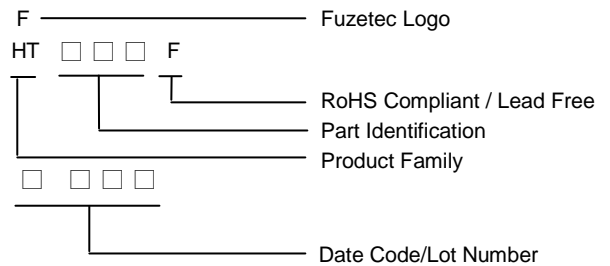 F Fuzetec Logo
HT □ □ □ F
RoHS Compliant / Lead Free
Part Identification
Product Family
□ □ □ □
Date Code/Lot Number